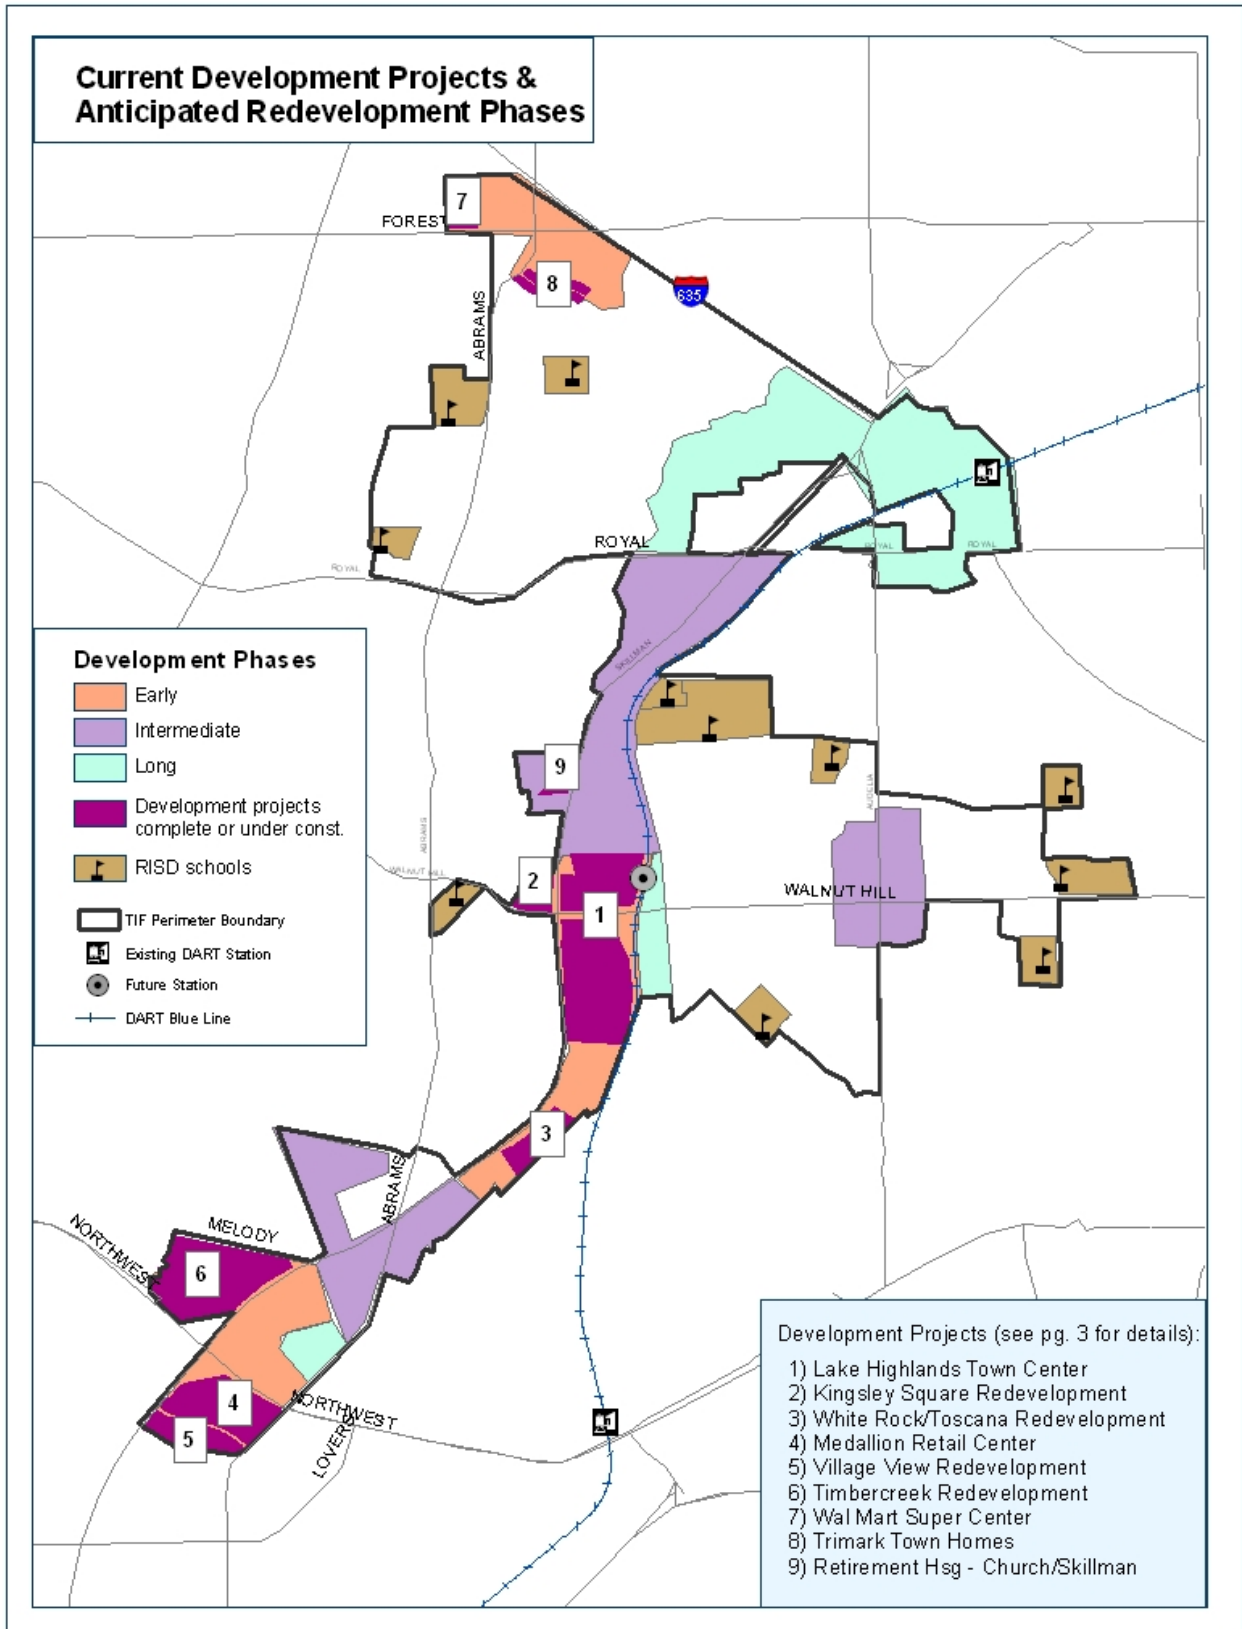 Current Development Projects &
Anticipated Redevelopment Phases
7
FOREST
8
635
ABRAMS
ROYAL
ROYAL
ROYAL
ROYAL
SKILLMAN
Development Phases
Early
Intermediate
Long
Development projects
complete or under const.
RISD schools
TIF Perimeter Boundary
Existing DART Station
Future Station
DART Blue Line
9
AUDELIA
ABRAMS
WALNUT HILL
2
WALNUT HILL
1
3
ABRAMS
MELODY
NORTHWEST
6
4
NORTHWEST
5
LOVERS
Development Projects (see pg. 3 for details):
1) Lake Highlands Town Center
2) Kingsley Square Redevelopment
3) White Rock/Toscana Redevelopment
4) Medallion Retail Center
5) Village View Redevelopment
6) Timbercreek Redevelopment
7) Wal Mart Super Center
8) Trimark Town Homes
9) Retirement Hsg - Church/Skillman